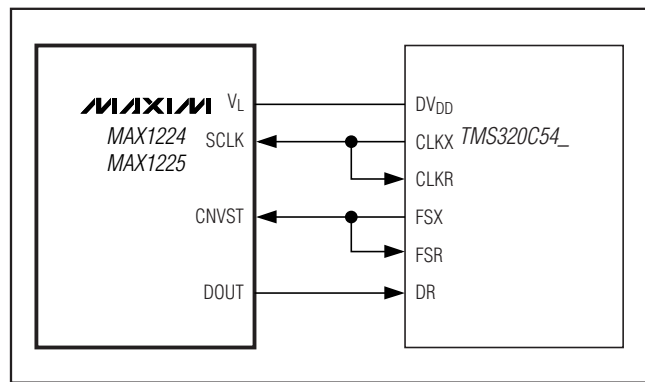 MAXIM
MAX1224
MAX1225
VL
SCLK
CNVST
DOUT
DVDD
CLKX
CLKR
FSX
FSR
DR
TMS320C54_